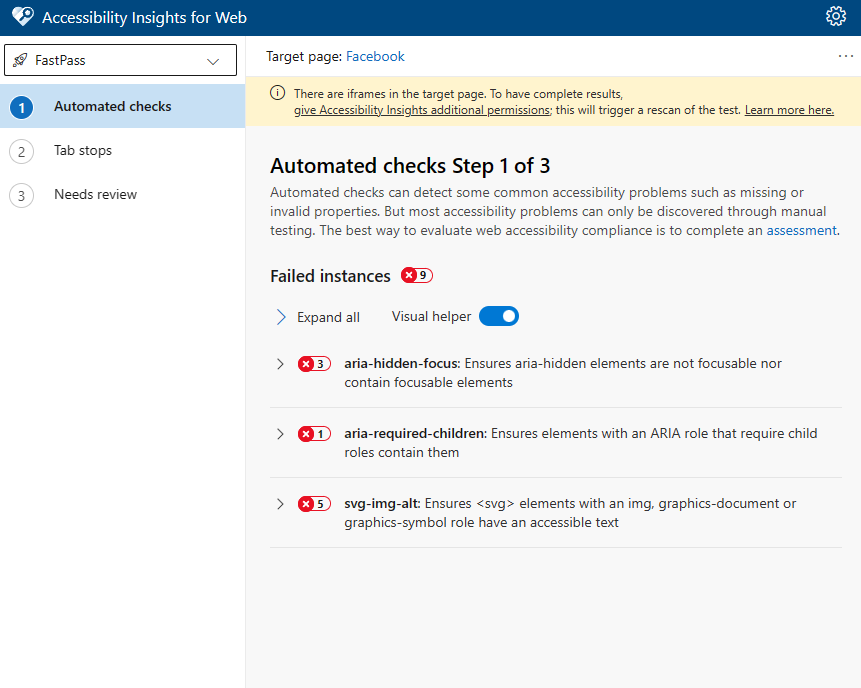 Accessibility Insights for Web
FastPass
Target page: Facebook
There are iframes in the target page. To have complete results,
give Accessibility Insights additional permissions; this will trigger a rescan of the test. Learn more here.
1 Automated checks
2 Tab stops
3 Needs review
Automated checks Step 1 of 3
Automated checks can detect some common accessibility problems such as missing or
invalid properties. But most accessibility problems can only be discovered through manual
testing. The best way to evaluate web accessibility compliance is to complete an assessment.
Failed instances 9
Expand all Visual helper
3 aria-hidden-focus: Ensures aria-hidden elements are not focusable nor
contain focusable elements
1 aria-required-children: Ensures elements with an ARIA role that require child
roles contain them
5 svg-img-alt: Ensures <svg> elements with an img, graphics-document or
graphics-symbol role have an accessible text